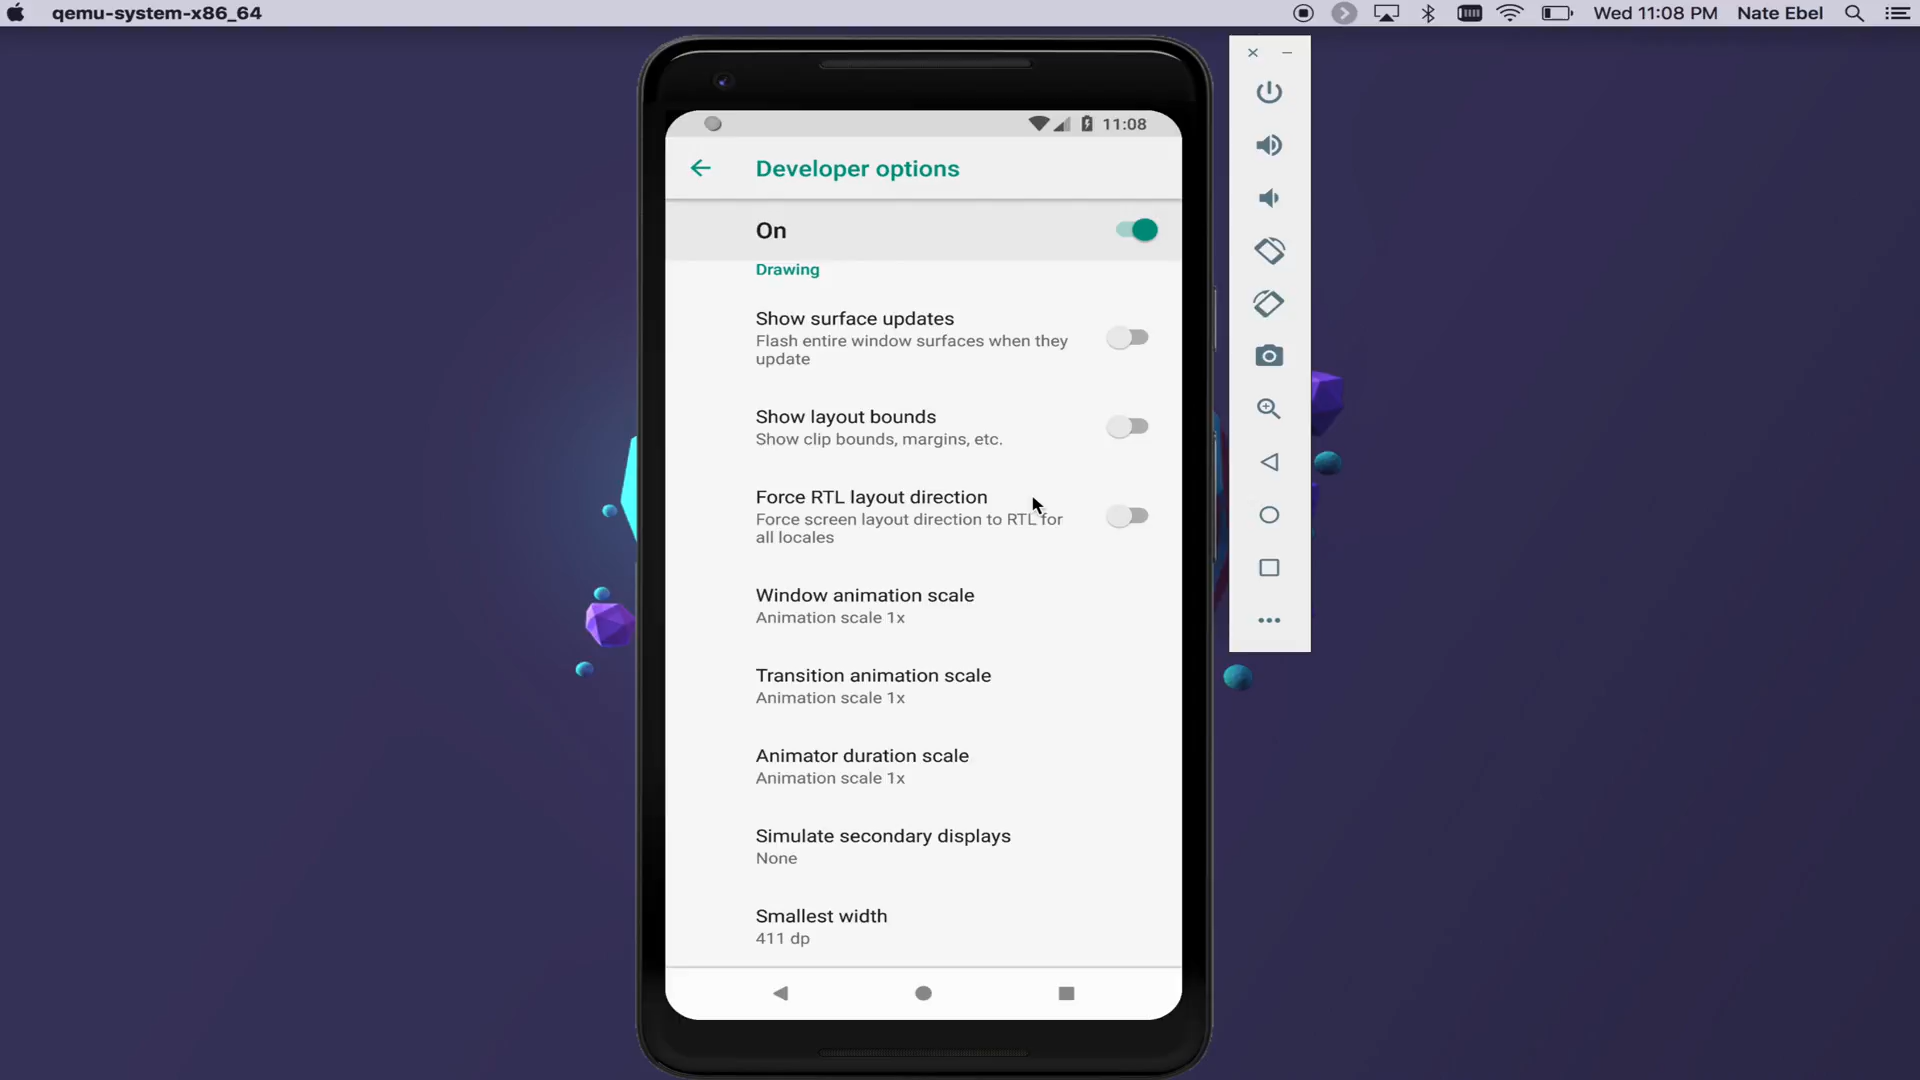 qemu-system-x86_64
Wed 11:08 PM
Nate Ebel
11:08
Developer options
On
Drawing
Show surface updates
Flash entire window surfaces when they
update
Show layout bounds
Show clip bounds, margins, etc.
Force RTL layout direction
Force screen layout direction to RTL for
all locales
Window animation scale
Animation scale 1x
Transition animation scale
Animation scale 1x
Animator duration scale
Animation scale 1x
Simulate secondary displays
None
Smallest width
411 dp